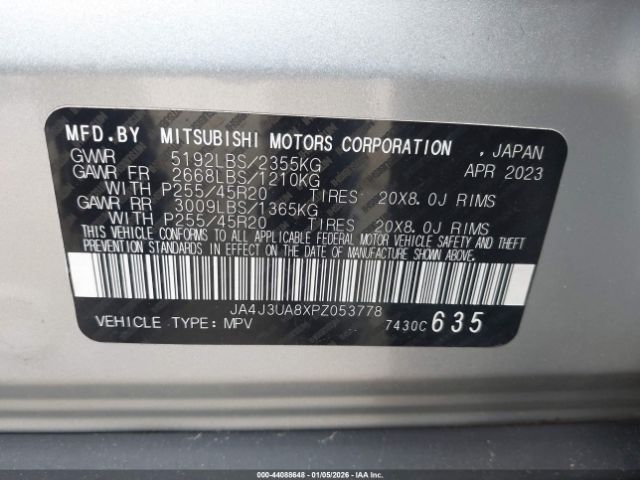 MFD.BY MITSUBISHI MOTORS CORPORATION , JAPAN
GWWR 5192LBS/2355KG APR 2023
GAWR FR 2668LBS/1210KG
WITH P255/45R20 TIRES 20X8.0J RIMS
GAWR RR 3009LBS/1365KG
WITH P255/45R20 TIRES 20X8.0J RIMS
THIS VEHICLE CONFORMS TO ALL APPLICABLE FEDERAL MOTOR VEHICLE SAFETY AND THEFT
PREVENTION STANDARDS IN EFFECT ON THE DATE OF MANUFACTURE SHOWN ABOVE.
JA4J3UA8XPZ053778
VEHICLE TYPE: MPV 7430C 635
000-44088648 - 01/05/2026 - IAA Inc.